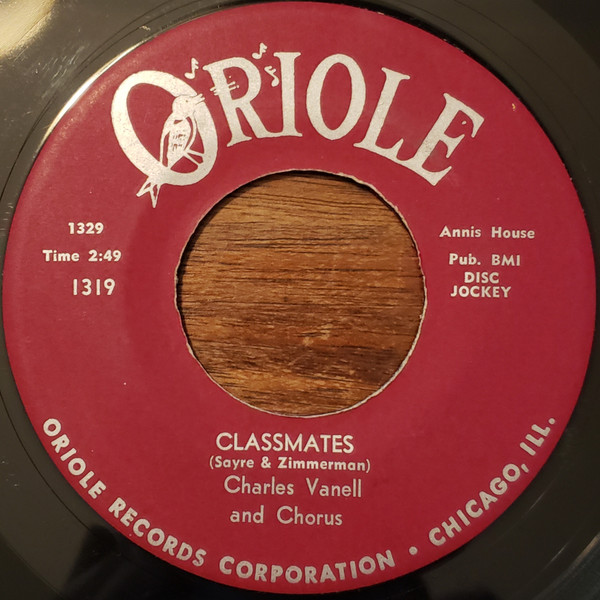 ORIOLE
1329
Time 2:49
1319
Annis House
Pub. BMI
DISC
JOCKEY
CLASSMATES
(Sayre & Zimmerman)
Charles Vanell
and Chorus
ORIOLE RECORDS CORPORATION • CHICAGO, ILL.